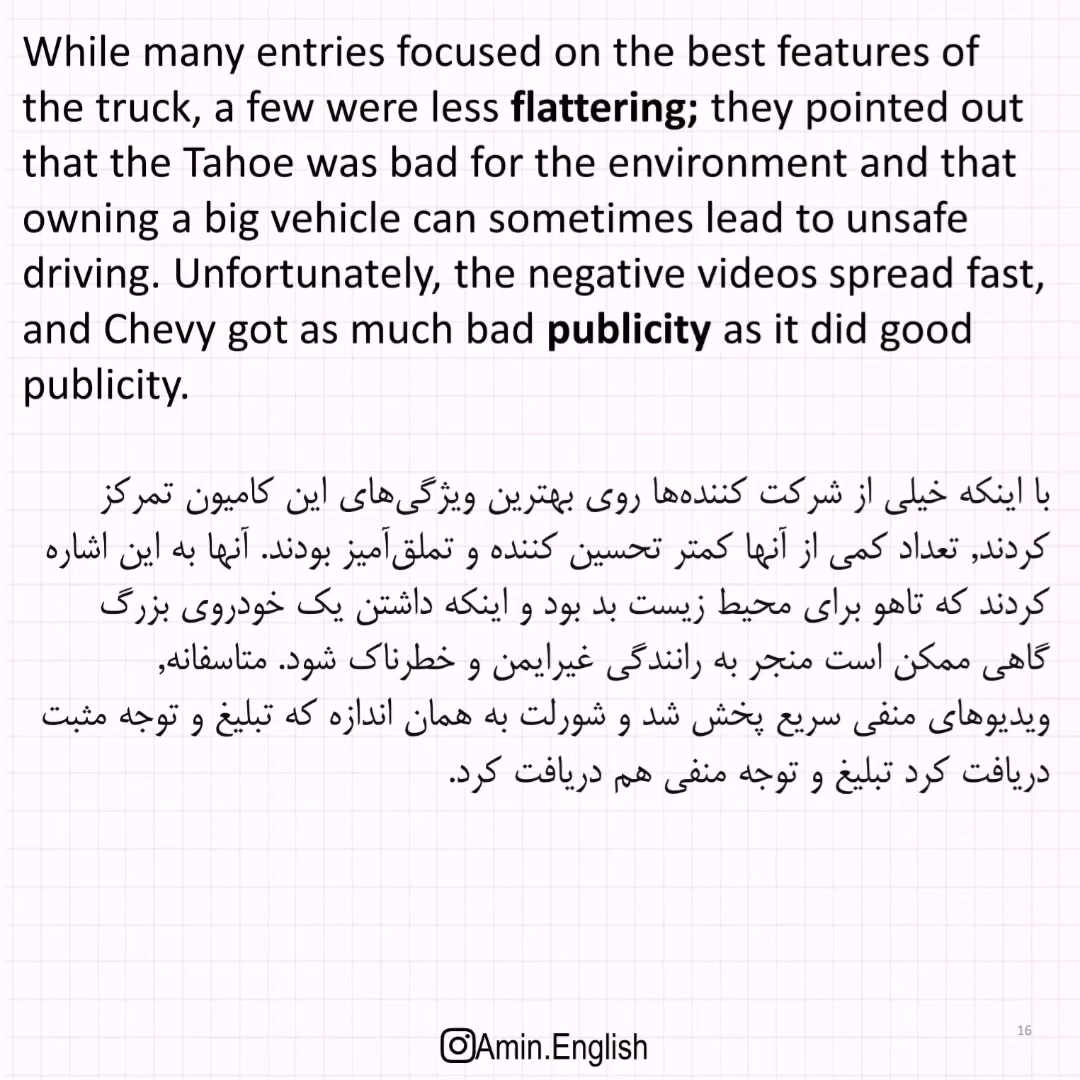 While many entries focused on the best features of
the truck, a few were less flattering; they pointed out
that the Tahoe was bad for the environment and that
owning a big vehicle can sometimes lead to unsafe
driving. Unfortunately, the negative videos spread fast,
and Chevy got as much bad publicity as it did good
publicity.
با اینکه خیلی از شرکت کننده‌ها روی بهترین ویژگی‌های این کامیون تمرکز
کردند, تعداد کمی از آنها کمتر تحسین کننده و تملق‌آمیز بودند. آنها به این اشاره
کردند که تاهو برای محیط زیست بد بود و اینکه داشتن یک خودروی بزرگ
گاهی ممکن است منجر به رانندگی غیرایمن و خطرناک شود. متاسفانه,
ویدیوهای منفی سریع پخش شد و شورلت به همان اندازه که تبلیغ و توجه مثبت
دریافت کرد تبلیغ و توجه منفی هم دریافت کرد.
16
Amin.English